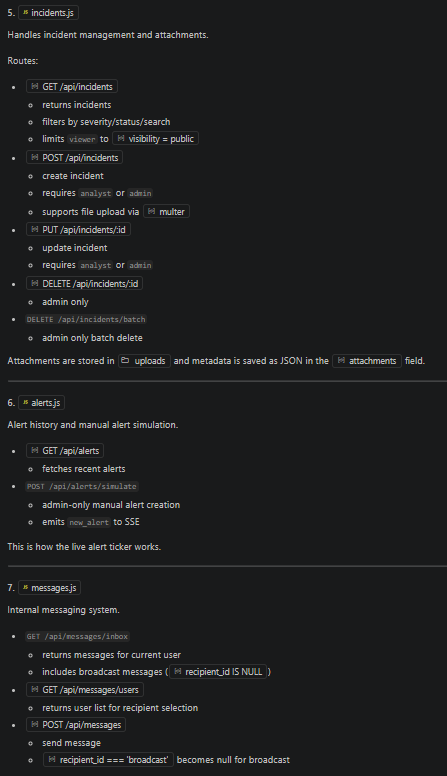 5. JS incidents.js
Handles incident management and attachments.
Routes:
GET /api/incidents
returns incidents
filters by severity/status/search
limits viewer to visibility = public
POST /api/incidents
create incident
requires analyst or admin
supports file upload via multer
PUT /api/incidents/:id
update incident
requires analyst or admin
DELETE /api/incidents/:id
admin only
DELETE /api/incidents/batch
admin only batch delete
Attachments are stored in uploads and metadata is saved as JSON in the attachments field.
6. JS alerts.js
Alert history and manual alert simulation.
GET /api/alerts
fetches recent alerts
POST /api/alerts/simulate
admin-only manual alert creation
emits new_alert to SSE
This is how the live alert ticker works.
7. JS messages.js
Internal messaging system.
GET /api/messages/inbox
returns messages for current user
includes broadcast messages ( recipient_id IS NULL )
GET /api/messages/users
returns user list for recipient selection
POST /api/messages
send message
recipient_id === 'broadcast' becomes null for broadcast